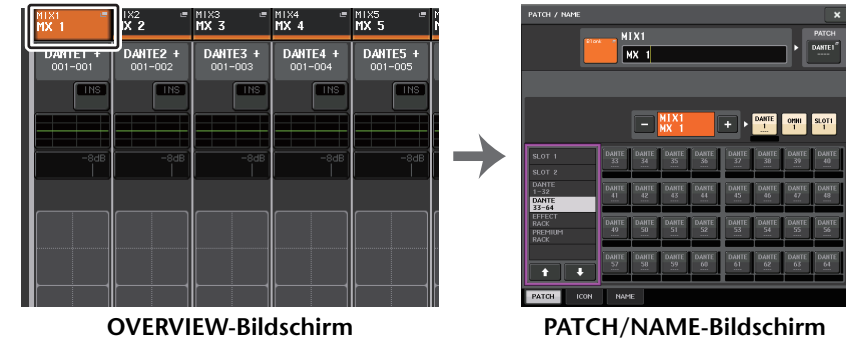 MIX1 MIX2 MIX3 MIX4 MIX5
MX 1 MX 2 MX 3 MX 4 MX 5
DANTE1 + DANTE2 + DANTE3 + DANTE4 + DANTE5 +
001-001 001-002 001-003 001-004 001-005
INS INS INS INS INS
-8dB -8dB -8dB -8dB
OVERVIEW-Bildschirm
PATCH / NAME
Blank MIX1 PATCH
MX 1 DANTE1
MIX1
MX 1
DANTE 1
OMNI 1
SLOT1 1
SLOT 1
SLOT 2
DANTE
1-32
DANTE
33-64
EFFECT
RACK
PREMIUM
RACK
DANTE 33 DANTE 34 DANTE 35 DANTE 36 DANTE 37 DANTE 38 DANTE 39 DANTE 40
DANTE 41 DANTE 42 DANTE 43 DANTE 44 DANTE 45 DANTE 46 DANTE 47 DANTE 48
DANTE 49 DANTE 50 DANTE 51 DANTE 52 DANTE 53 DANTE 54 DANTE 55 DANTE 56
DANTE 57 DANTE 58 DANTE 59 DANTE 60 DANTE 61 DANTE 62 DANTE 63 DANTE 64
PATCH ICON NAME
PATCH/NAME-Bildschirm